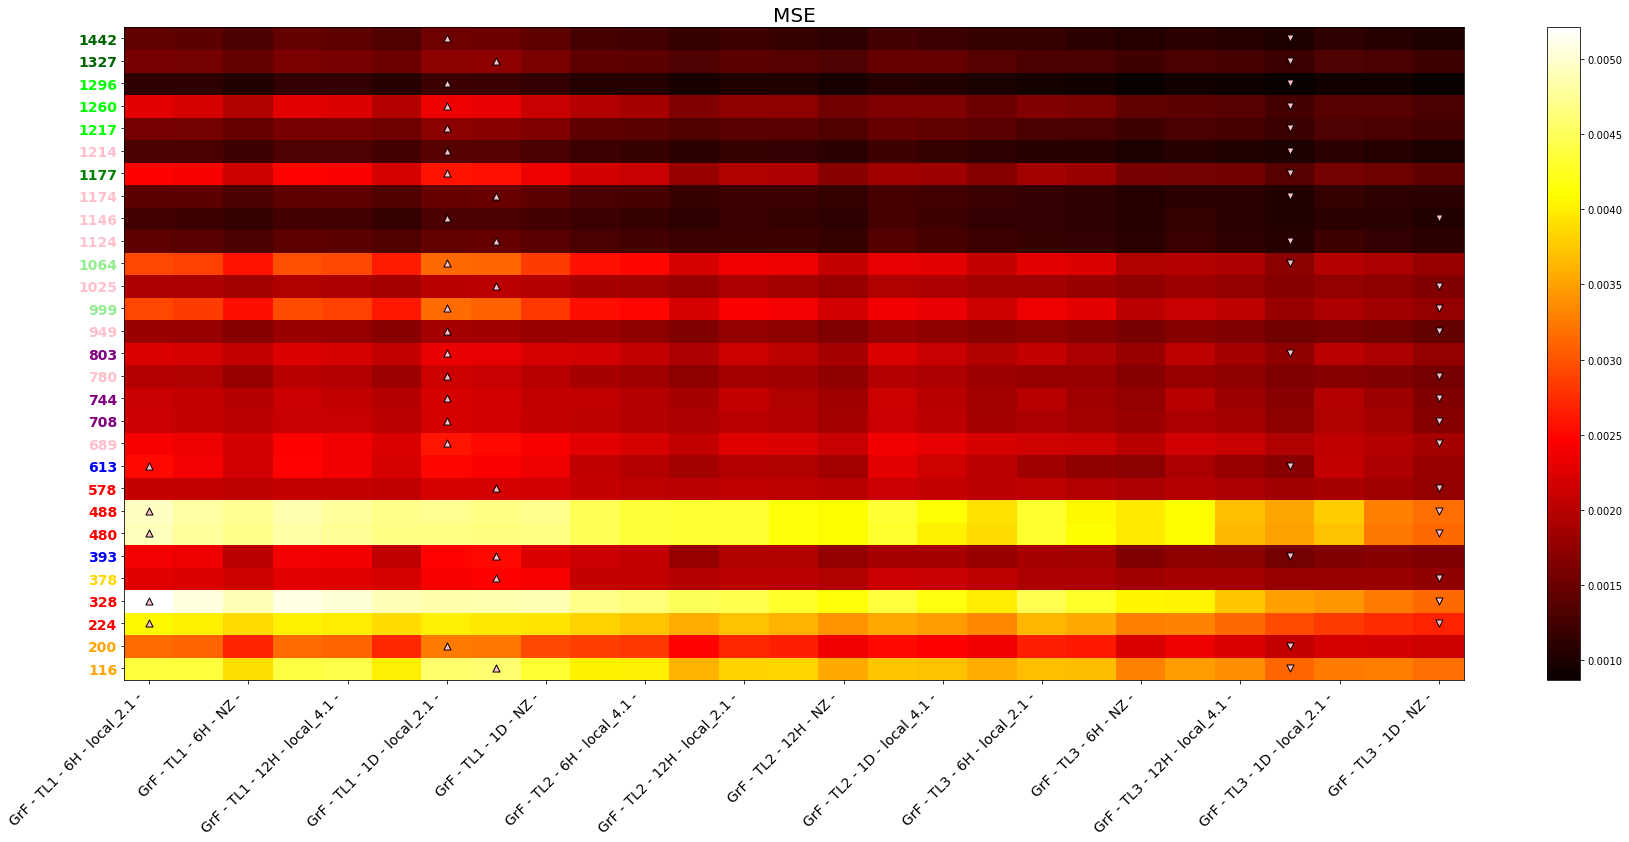 MSE
1442
1327
1296
1260
1217
1214
1177
1174
1146
1124
1064
1025
999
949
803
780
744
708
689
613
578
488
480
393
378
328
224
200
116
GrF - TL1 - 6H - local_2.1 -
GrF - TL1 - 6H - NZ -
GrF - TL1 - 12H - local_4.1 -
GrF - TL1 - 1D - local_2.1 -
GrF - TL1 - 1D - NZ -
GrF - TL2 - 6H - local_4.1 -
GrF - TL2 - 12H - local_2.1 -
GrF - TL2 - 12H - NZ -
GrF - TL2 - 1D - local_4.1 -
GrF - TL3 - 6H - local_2.1 -
GrF - TL3 - 6H - NZ -
GrF - TL3 - 12H - local_4.1 -
GrF - TL3 - 1D - local_2.1 -
GrF - TL3 - 1D - NZ -
0.0050
0.0045
0.0040
0.0035
0.0030
0.0025
0.0020
0.0015
0.0010